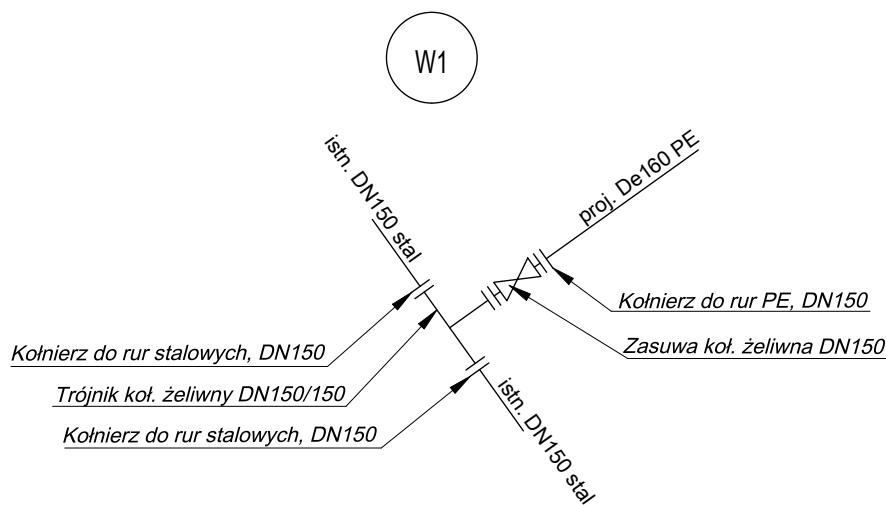 W1
istn. DN150 stal
proj. De160 PE
Kołnierz do rur PE, DN150
Zasuwa koł. żeliwna DN150
Kołnierz do rur stalowych, DN150
Trójnik koł. żeliwny DN150/150
Kołnierz do rur stalowych, DN150
istn. DN150 stal